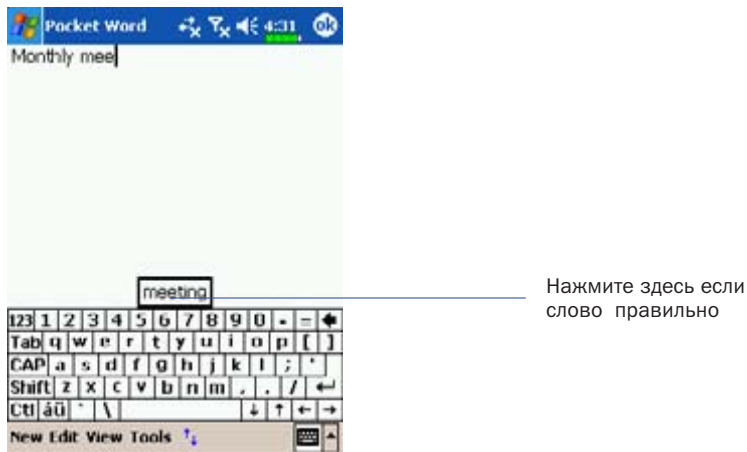 Pocket Word 4:31 ok
Monthly mee
meeting
Нажмите здесь если
слово правильно
123 1 2 3 4 5 6 7 8 9 0 - =
Tab q w e r t y u i o p [ ]
CAP a s d f g h j k l ; '
Shift z x c v b n m , . /
Ctl áü ` \ ↓ ↑ ← →
New Edit View Tools